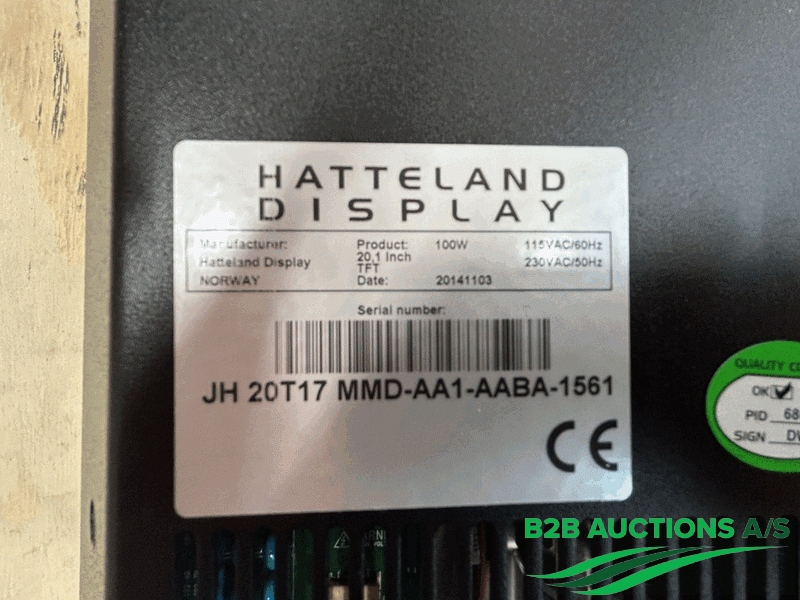 HATTELAND
DISPLAY
Manufacturer: Product: 100W 115VAC/60Hz
Hatteland Display 20,1 Inch 230VAC/50Hz
TFT
NORWAY Date: 20141103
Serial number:
JH 20T17 MMD-AA1-AABA-1561
CE
QUALITY
OK
PID 68
SIGN
B2B AUCTIONS A/S